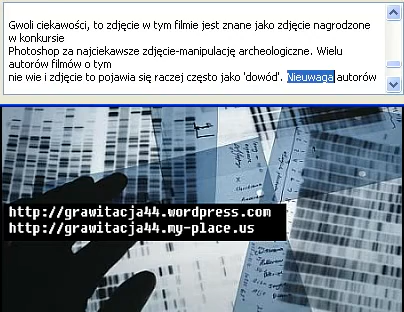 Gwoli ciekawości, to zdjęcie w tym filmie jest znane jako zdjęcie nagrodzone
w konkursie
Photoshop za najciekawsze zdjęcie-manipulację archeologiczne. Wielu
autorów filmów o tym
nie wie i zdjęcie to pojawia się raczej często jako 'dowód'. Nieuwaga autorów
http://grawitacja44.wordpress.com
http://grawitacja44.my-place.us